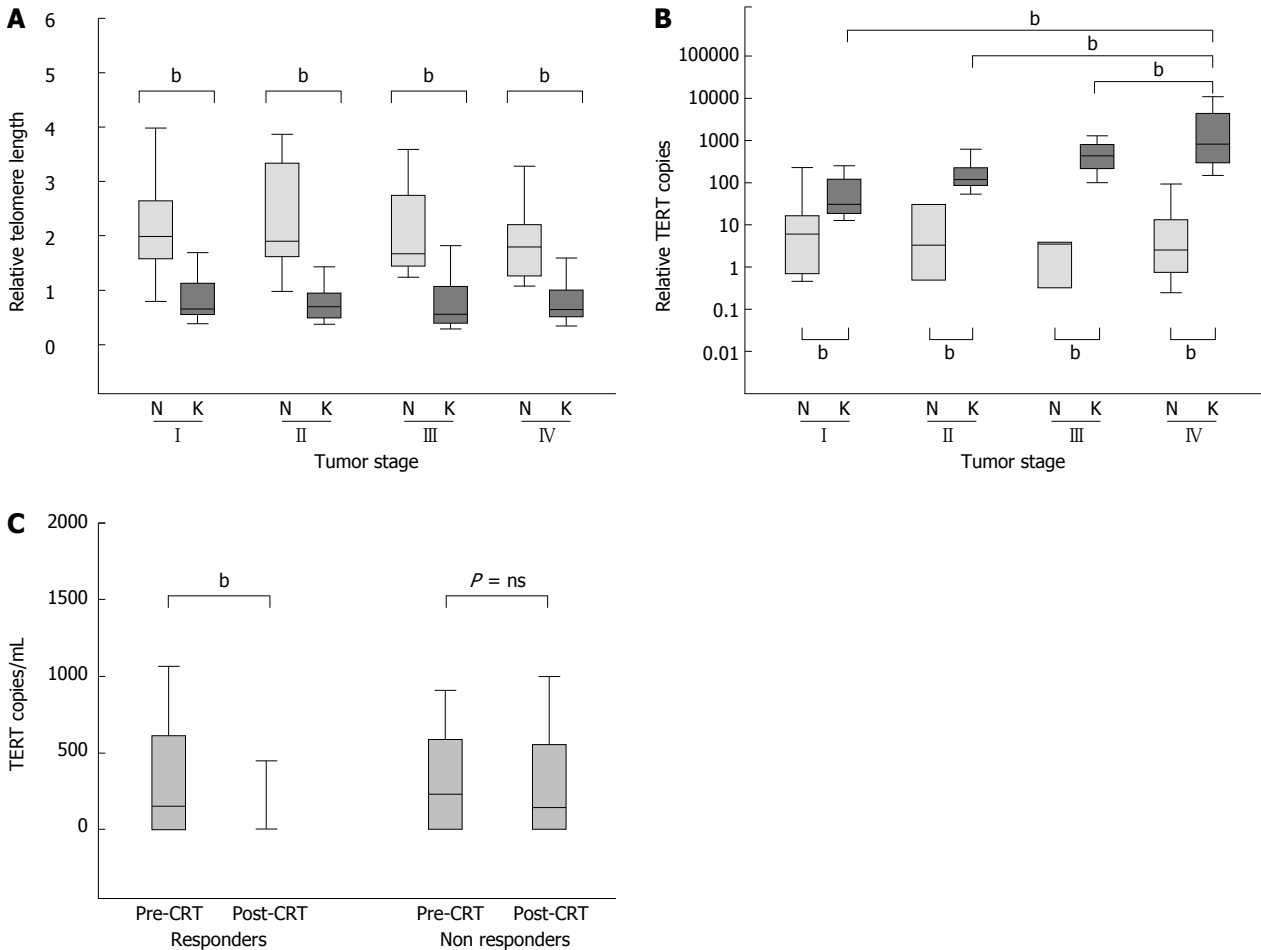 A
6
5
4
3
2
1
0
Relative telomere length
b
b
b
b
N K
N K
N K
N K
Ⅰ
Ⅱ
Ⅲ
Ⅳ
Tumor stage
B
100000
10000
1000
100
10
1
0.1
0.01
Relative TERT copies
b
b
b
b
b
b
b
N K
N K
N K
N K
Ⅰ
Ⅱ
Ⅲ
Ⅳ
Tumor stage
C
2000
1500
1000
500
0
TERT copies/mL
b
P = ns
Pre-CRT Post-CRT
Pre-CRT Post-CRT
Responders
Non responders